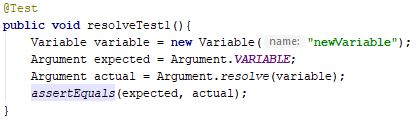 @Test
public void resolveTest1(){
    Variable variable = new Variable( name: "newVariable");
    Argument expected = Argument.VARIABLE;
    Argument actual = Argument.resolve(variable);
    assertEquals(expected, actual);
}